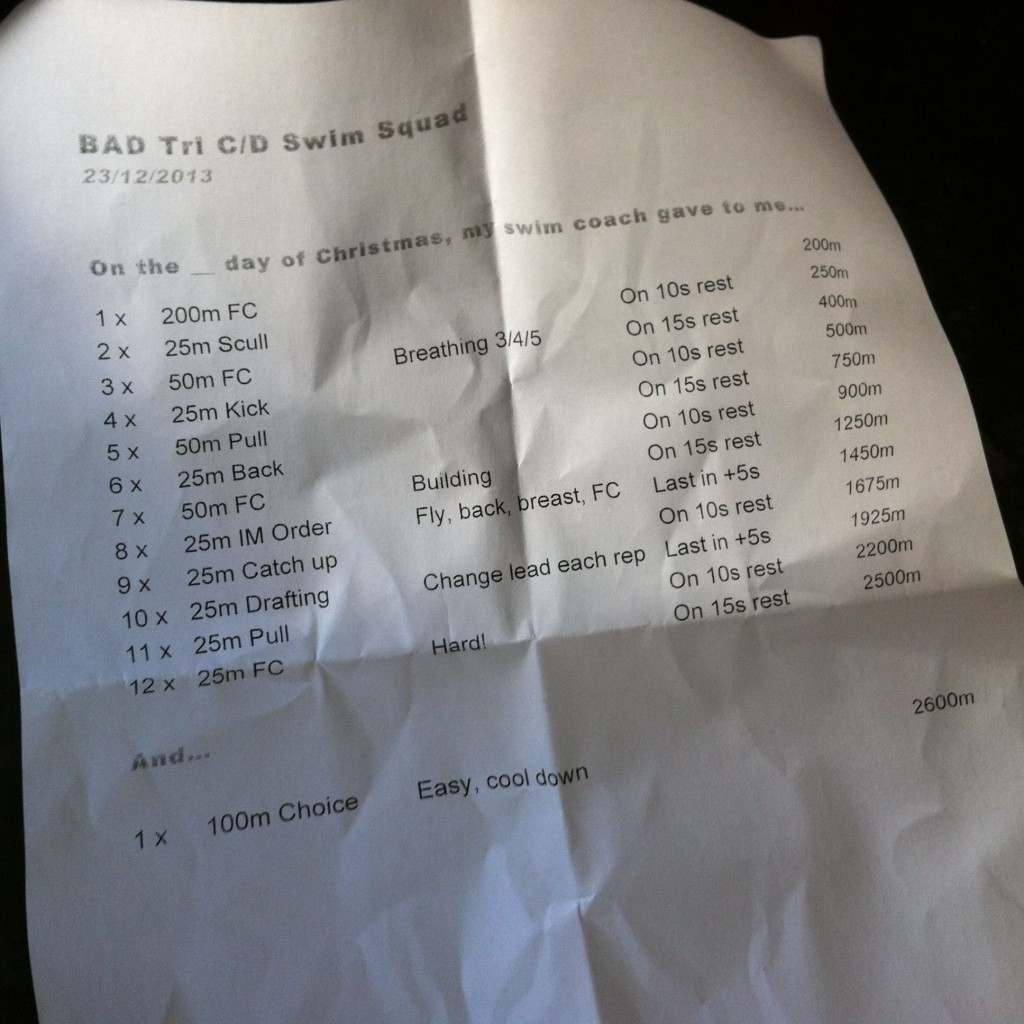 BAD Tri C/D Swim Squad
23/12/2013
On the __ day of Christmas, my swim coach gave to me...
1 x 200m FC 200m
2 x 25m Scull On 10s rest 250m
3 x 50m FC Breathing 3/4/5 On 15s rest 400m
4 x 25m Kick On 10s rest 500m
5 x 50m Pull On 15s rest 750m
6 x 25m Back On 10s rest 900m
7 x 50m FC Building On 15s rest 1250m
8 x 25m IM Order Fly, back, breast, FC Last in +5s 1450m
9 x 25m Catch up On 10s rest 1675m
10 x 25m Drafting Change lead each rep Last in +5s 1925m
11 x 25m Pull On 10s rest 2200m
12 x 25m FC Hard! On 15s rest 2500m
And...
1 x 100m Choice Easy, cool down 2600m